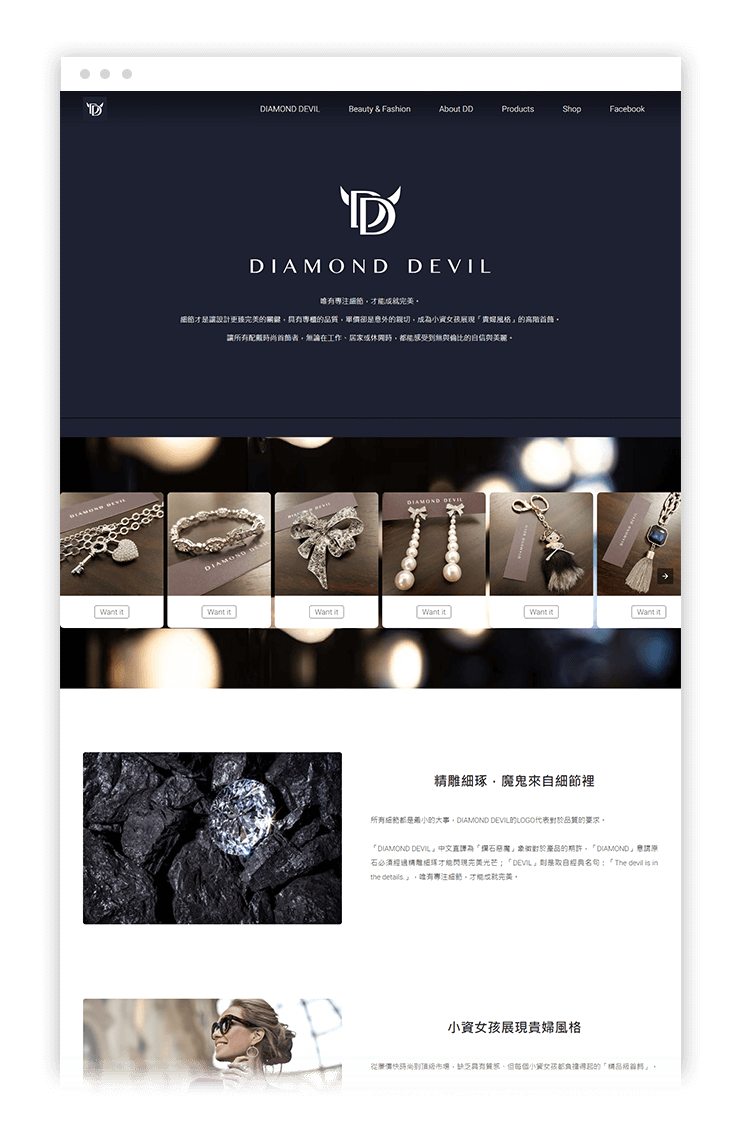 DIAMOND DEVIL Beauty & Fashion About DD Products Shop Facebook
DIAMOND DEVIL
唯有專注細節，才能成就完美。
細節才是讓設計更臻完美的關鍵，具有專櫃的品質，單價卻是意外的親切，成為小資女孩展現「貴婦風格」的高階首飾。
讓所有配戴時尚首飾者，無論在工作、居家或休閒時，都能感受到無與倫比的自信與美麗。
DIAMOND DEVIL
DIAMOND DEVIL
DIAMOND DEVIL
DIAMOND DEVIL
DIAMOND DEVIL
Want it Want it Want it Want it Want it Want it
精雕細琢．魔鬼來自細節裡
所有細節都是最小的大事，DIAMOND DEVIL的LOGO代表對於品質的要求。
「DIAMOND DEVIL」中文直譯為「鑽石惡魔」象徵對於產品的期許，「DIAMOND」意謂原
石必須經過精雕細琢才能閃現完美光芒；「DEVIL」則是取自經典名句；「The devil is in
the details.」，唯有專注細節，才能成就完美。
小資女孩展現貴婦風格
從廉價快時尚到頂級市場，缺乏具有質感、但每個小資女孩都負擔得起的「精品級首飾」。